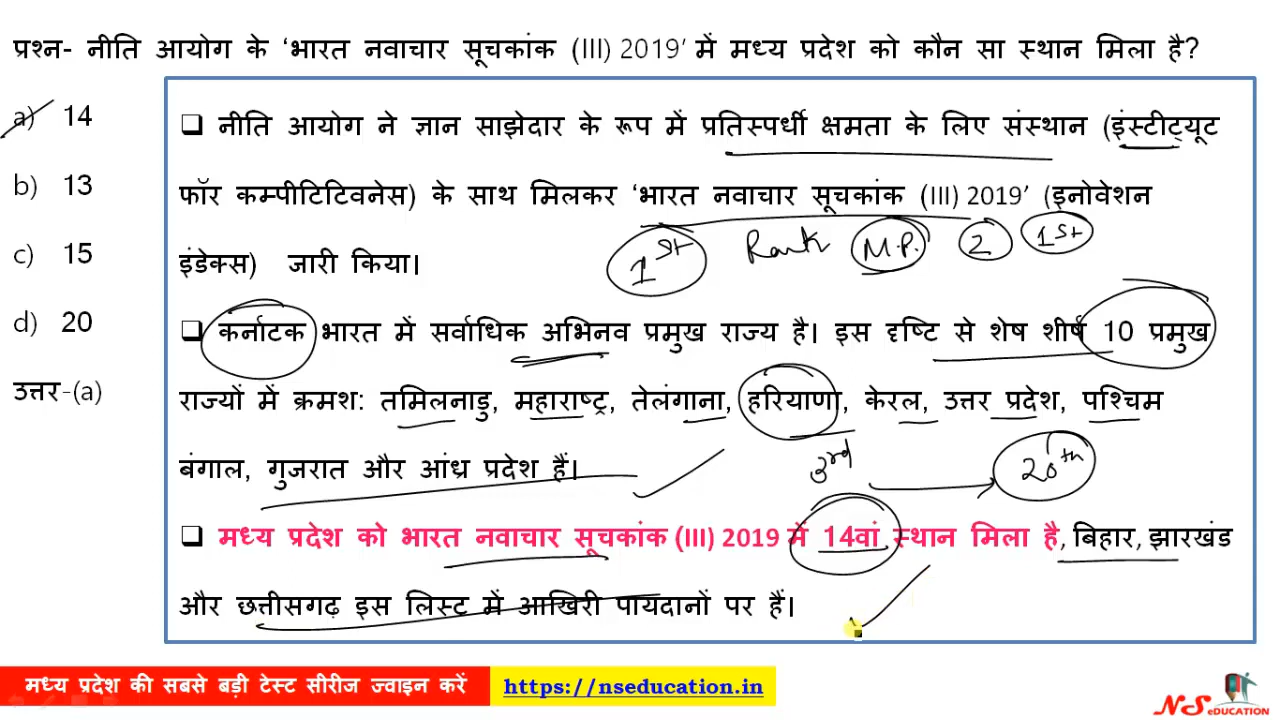 प्रश्न- नीति आयोग के ‘भारत नवाचार सूचकांक (III) 2019’ में मध्य प्रदेश को कौन सा स्थान मिला है?
a) 14
b) 13
c) 15
d) 20
उत्तर-(a)
❑ नीति आयोग ने ज्ञान साझेदार के रूप में प्रतिस्पर्धी क्षमता के लिए संस्थान (इंस्टीट्यूट
फॉर कम्पीटिटिवनेस) के साथ मिलकर ‘भारत नवाचार सूचकांक (III) 2019’ (इनोवेशन
1st Rank M.P. 2 1st
इंडेक्स) जारी किया।
❑ कर्नाटक भारत में सर्वाधिक अभिनव प्रमुख राज्य है। इस दृष्टि से शेष शीर्ष 10 प्रमुख
राज्यों में क्रमश: तमिलनाडु, महाराष्ट्र, तेलंगाना, हरियाणा, केरल, उत्तर प्रदेश, पश्चिम
बंगाल, गुजरात और आंध्र प्रदेश हैं।
3rd 20th
❑ मध्य प्रदेश को भारत नवाचार सूचकांक (III) 2019 में 14वां स्थान मिला है, बिहार, झारखंड
और छत्तीसगढ़ इस लिस्ट में आखिरी पायदानों पर हैं।
मध्य प्रदेश की सबसे बड़ी टेस्ट सीरीज ज्वाइन करें
https://nseducation.in
NS eDUCATION